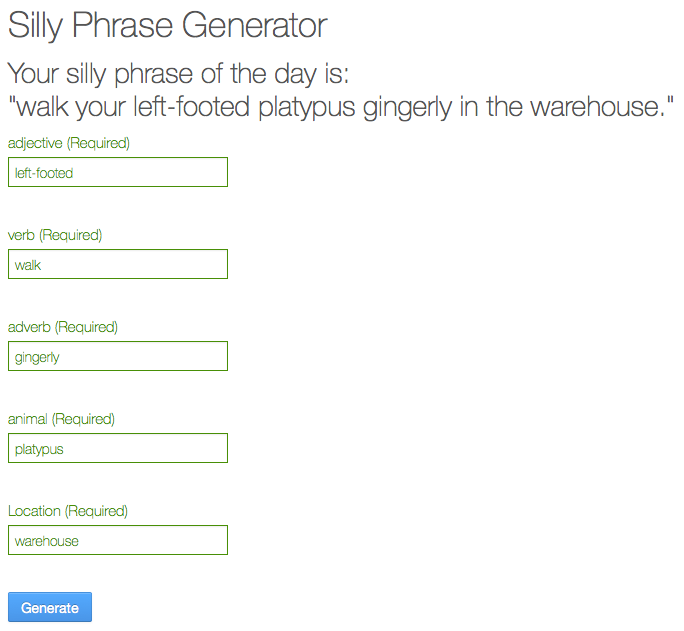 Silly Phrase Generator
Your silly phrase of the day is:
"walk your left-footed platypus gingerly in the warehouse."
adjective (Required)
left-footed
verb (Required)
walk
adverb (Required)
gingerly
animal (Required)
platypus
Location (Required)
warehouse
Generate